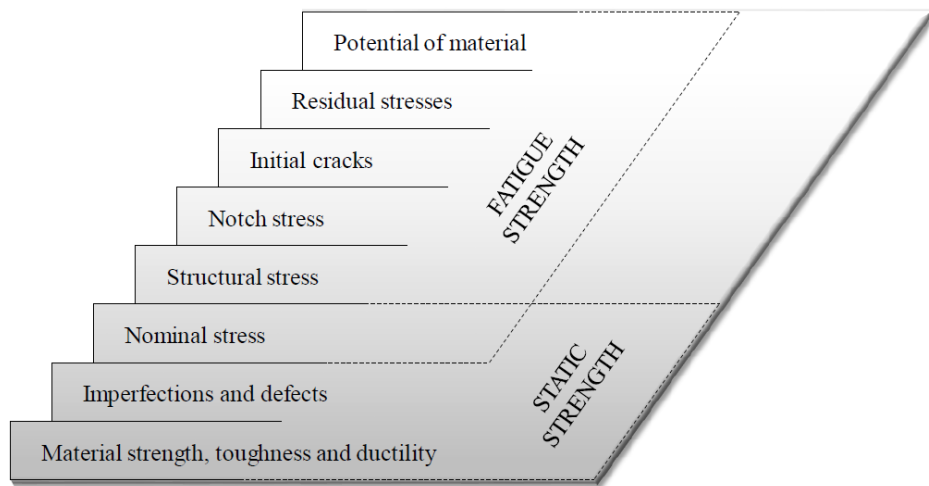 Potential of material
Residual stresses
Initial cracks
Notch stress
Structural stress
Nominal stress
Imperfections and defects
Material strength, toughness and ductility
FATIGUE
STRENGTH
STATIC
STRENGTH